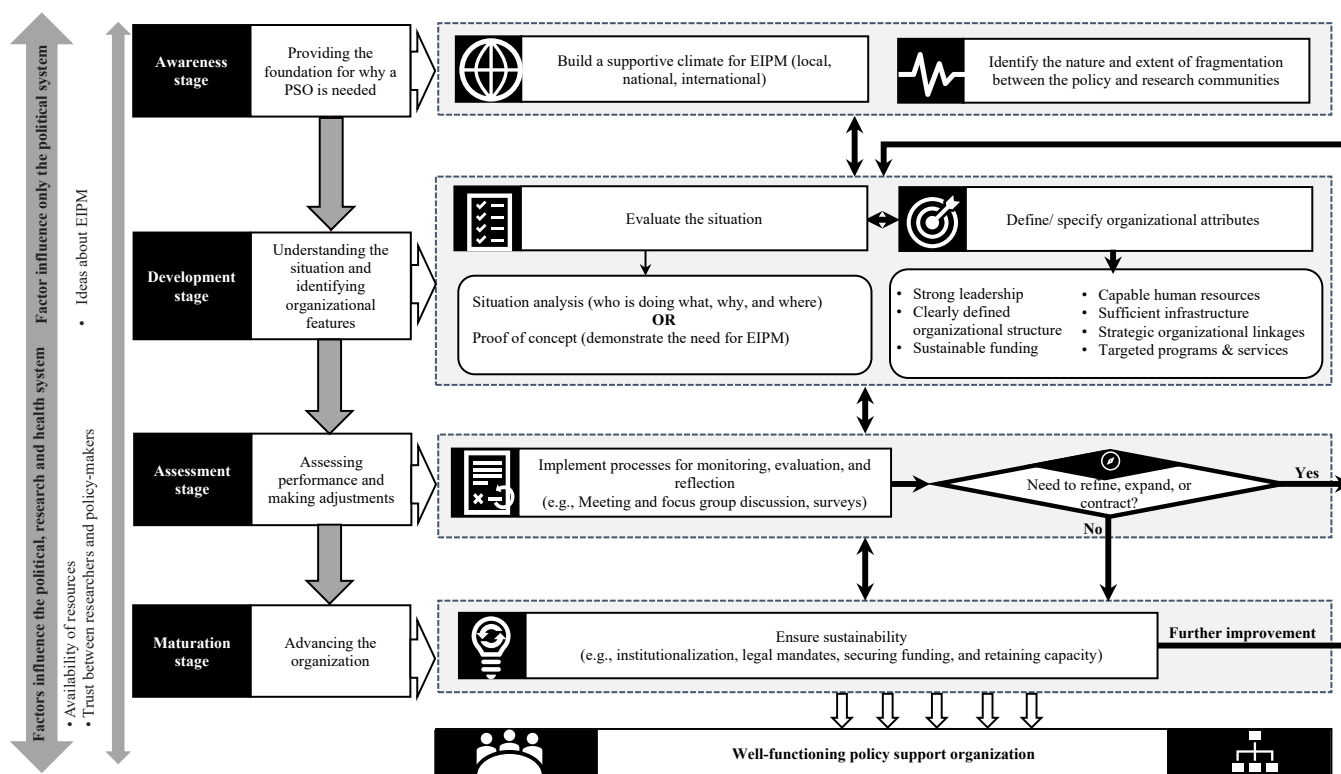 Factor influence only the political system
• Ideas about EIPM
Factors influence the political, research and health system
• Availability of resources
• Trust between researchers and policy-makers
Awareness
stage
Providing the
foundation for why a
PSO is needed
Build a supportive climate for EIPM (local,
national, international)
Identify the nature and extent of fragmentation
between the policy and research communities
Development
stage
Understanding the
situation and
identifying
organizational
features
Evaluate the situation
Define/ specify organizational attributes
Situation analysis (who is doing what, why, and where)
OR
Proof of concept (demonstrate the need for EIPM)
• Strong leadership
• Clearly defined
organizational structure
• Sustainable funding
• Capable human resources
• Sufficient infrastructure
• Strategic organizational linkages
• Targeted programs & services
Assessment
stage
Assessing
performance and
making adjustments
Implement processes for monitoring, evaluation, and
reflection
(e.g., Meeting and focus group discussion, surveys)
Need to refine, expand, or
contract?
Yes
No
Maturation
stage
Advancing the
organization
Ensure sustainability
(e.g., institutionalization, legal mandates, securing funding, and retaining capacity)
Further improvement
Well-functioning policy support organization